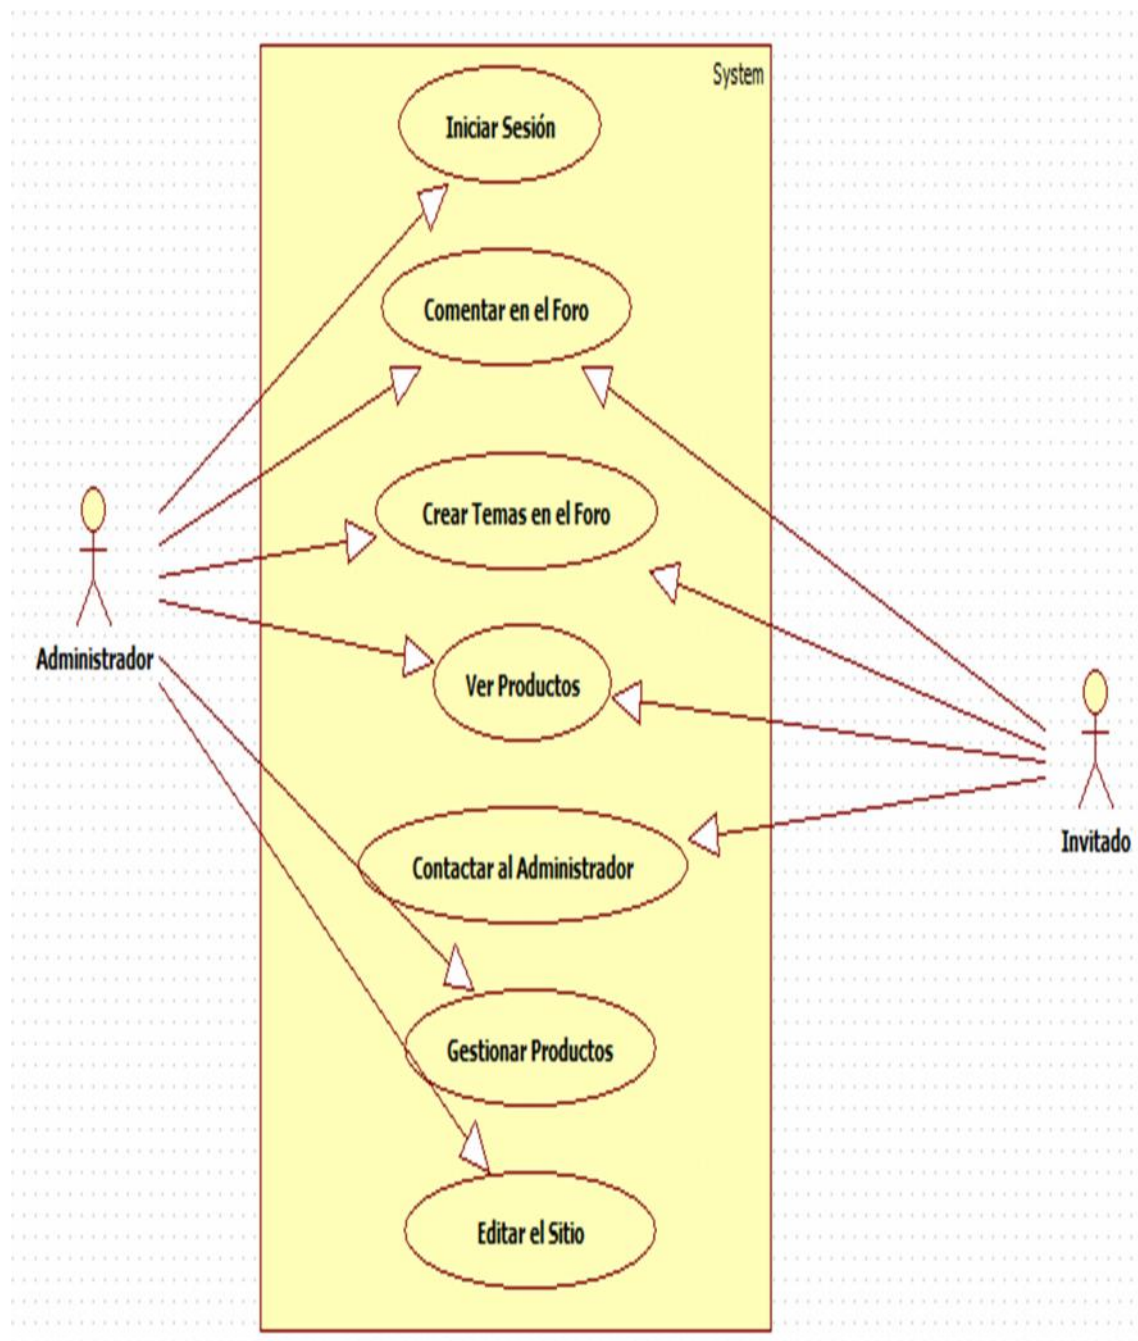 System
Iniciar Sesión
Comentar en el Foro
Crear Temas en el Foro
Administrador
Ver Productos
Invitado
Contactar al Administrador
Gestionar Productos
Editar el Sitio